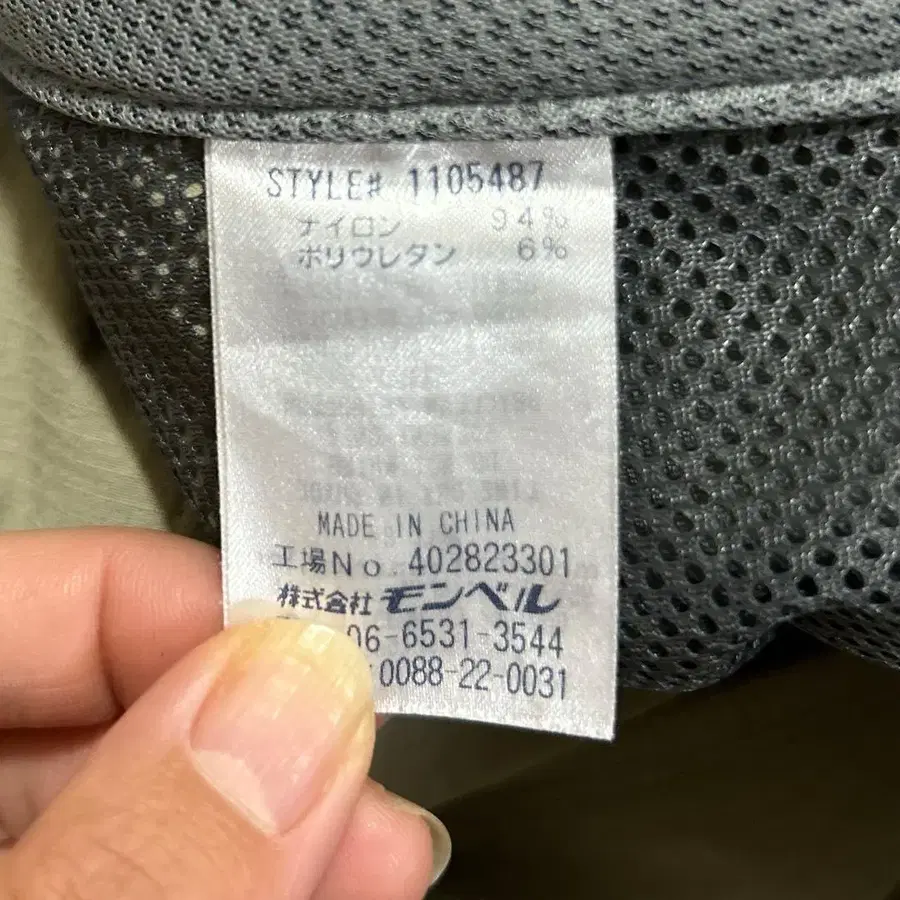 STYLE# 1105487
ナイロン 94%
ポリウレタン 6%
MADE IN CHINA
工場No. 402823301
株式会社 モンベル
06-6531-3544
0088-22-0031